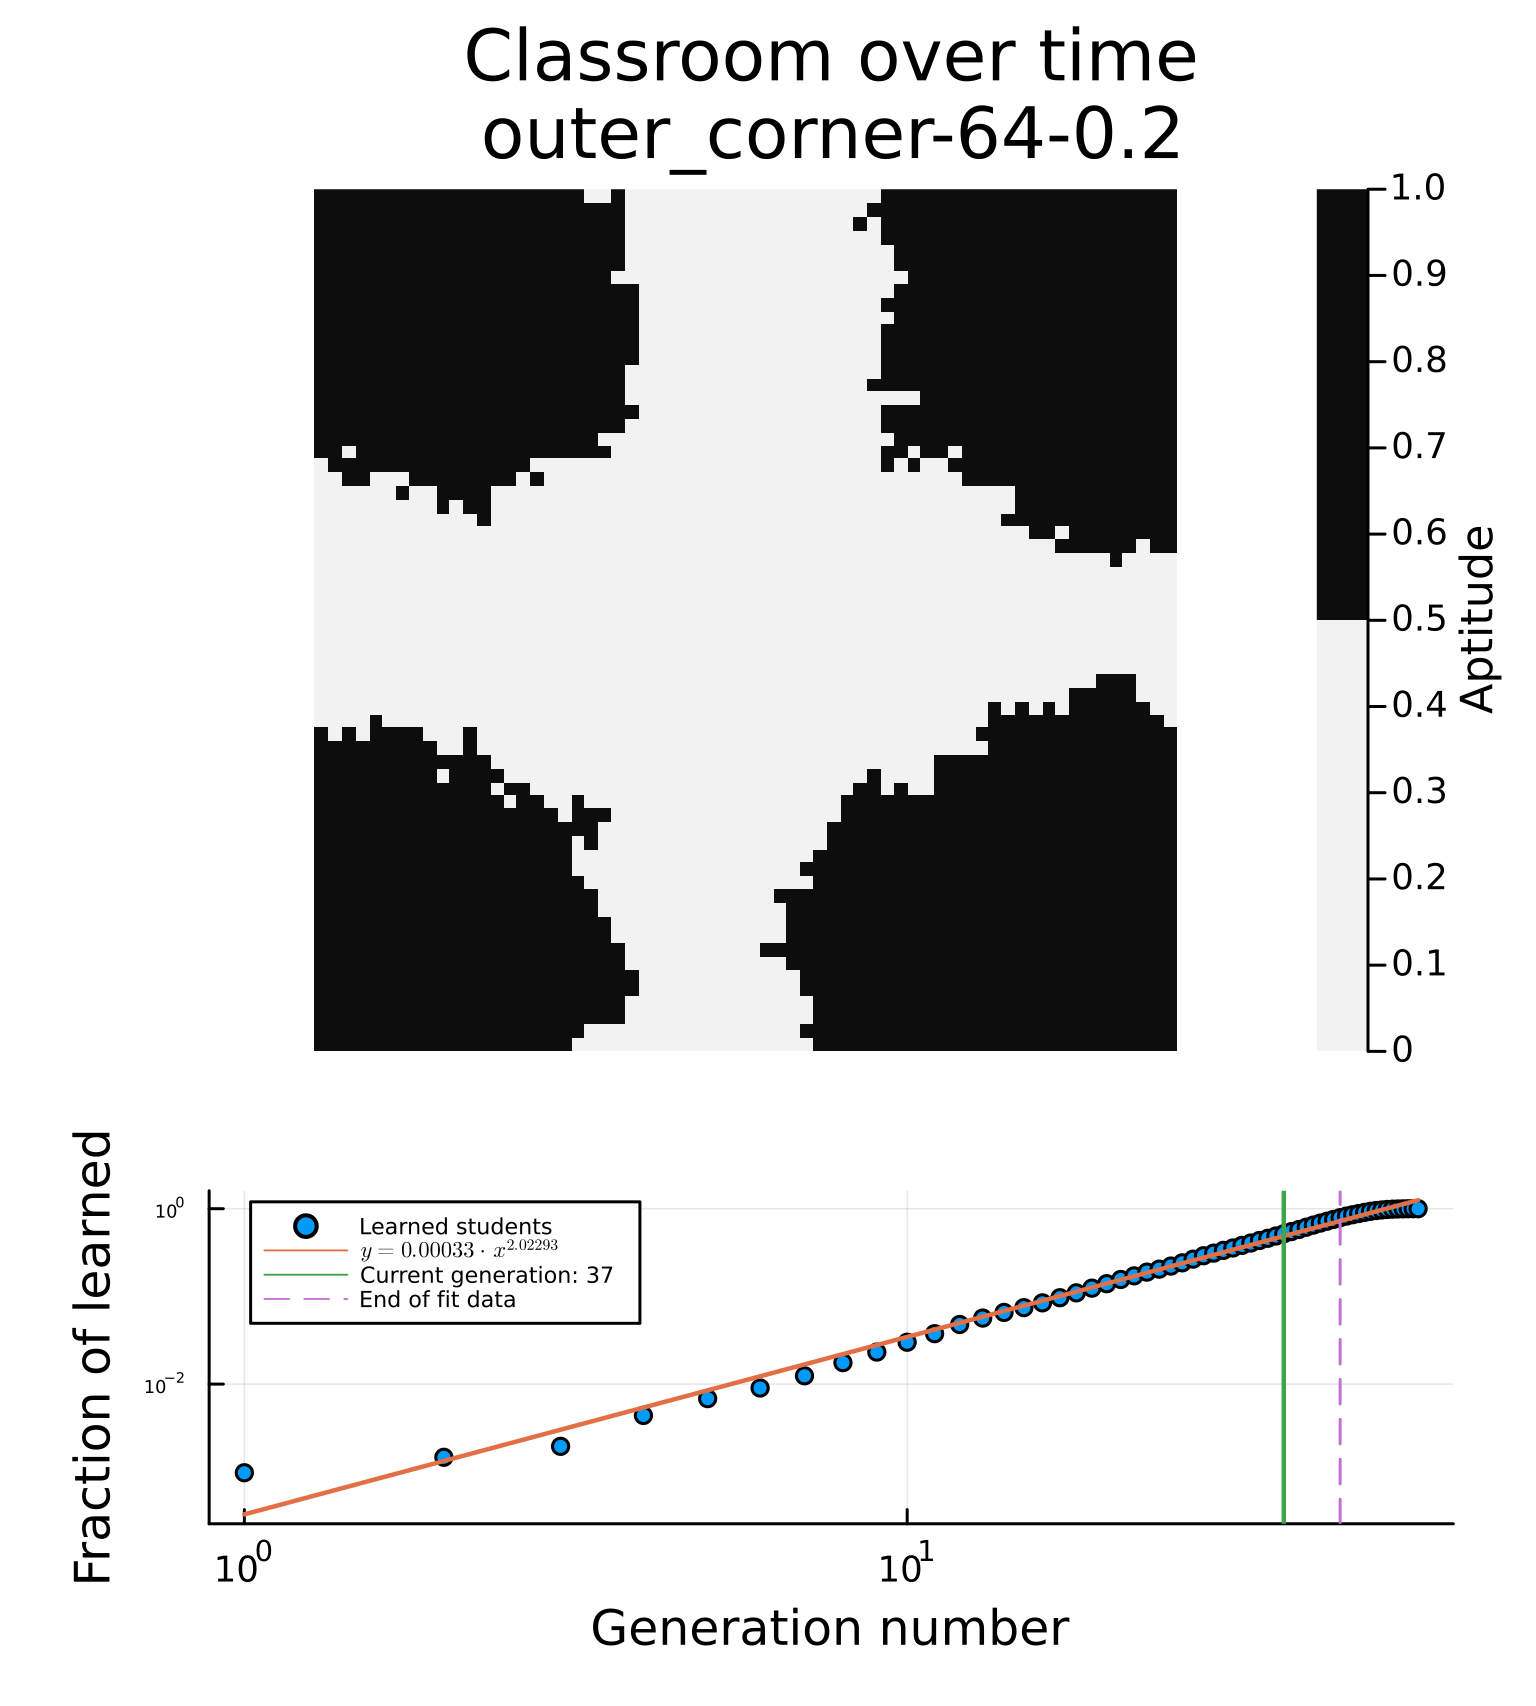 Classroom over time
outer_corner-64-0.2
1.0
0.9
0.8
0.7
0.6
0.5
0.4
0.3
0.2
0.1
0
Aptitude
Fraction of learned
10⁰
10⁻²
Learned students
y = 0.00033 · x^2.02293
Current generation: 37
End of fit data
10⁰
10¹
Generation number